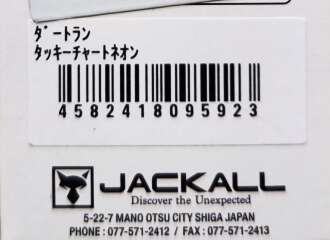 ダートラン
タッキーチャートネオン
4582418095923
JACKALL
Discover the Unexpected
5-22-7 MANO OTSU CITY SHIGA JAPAN
PHONE : 077-571-2412 / FAX : 077-571-2413